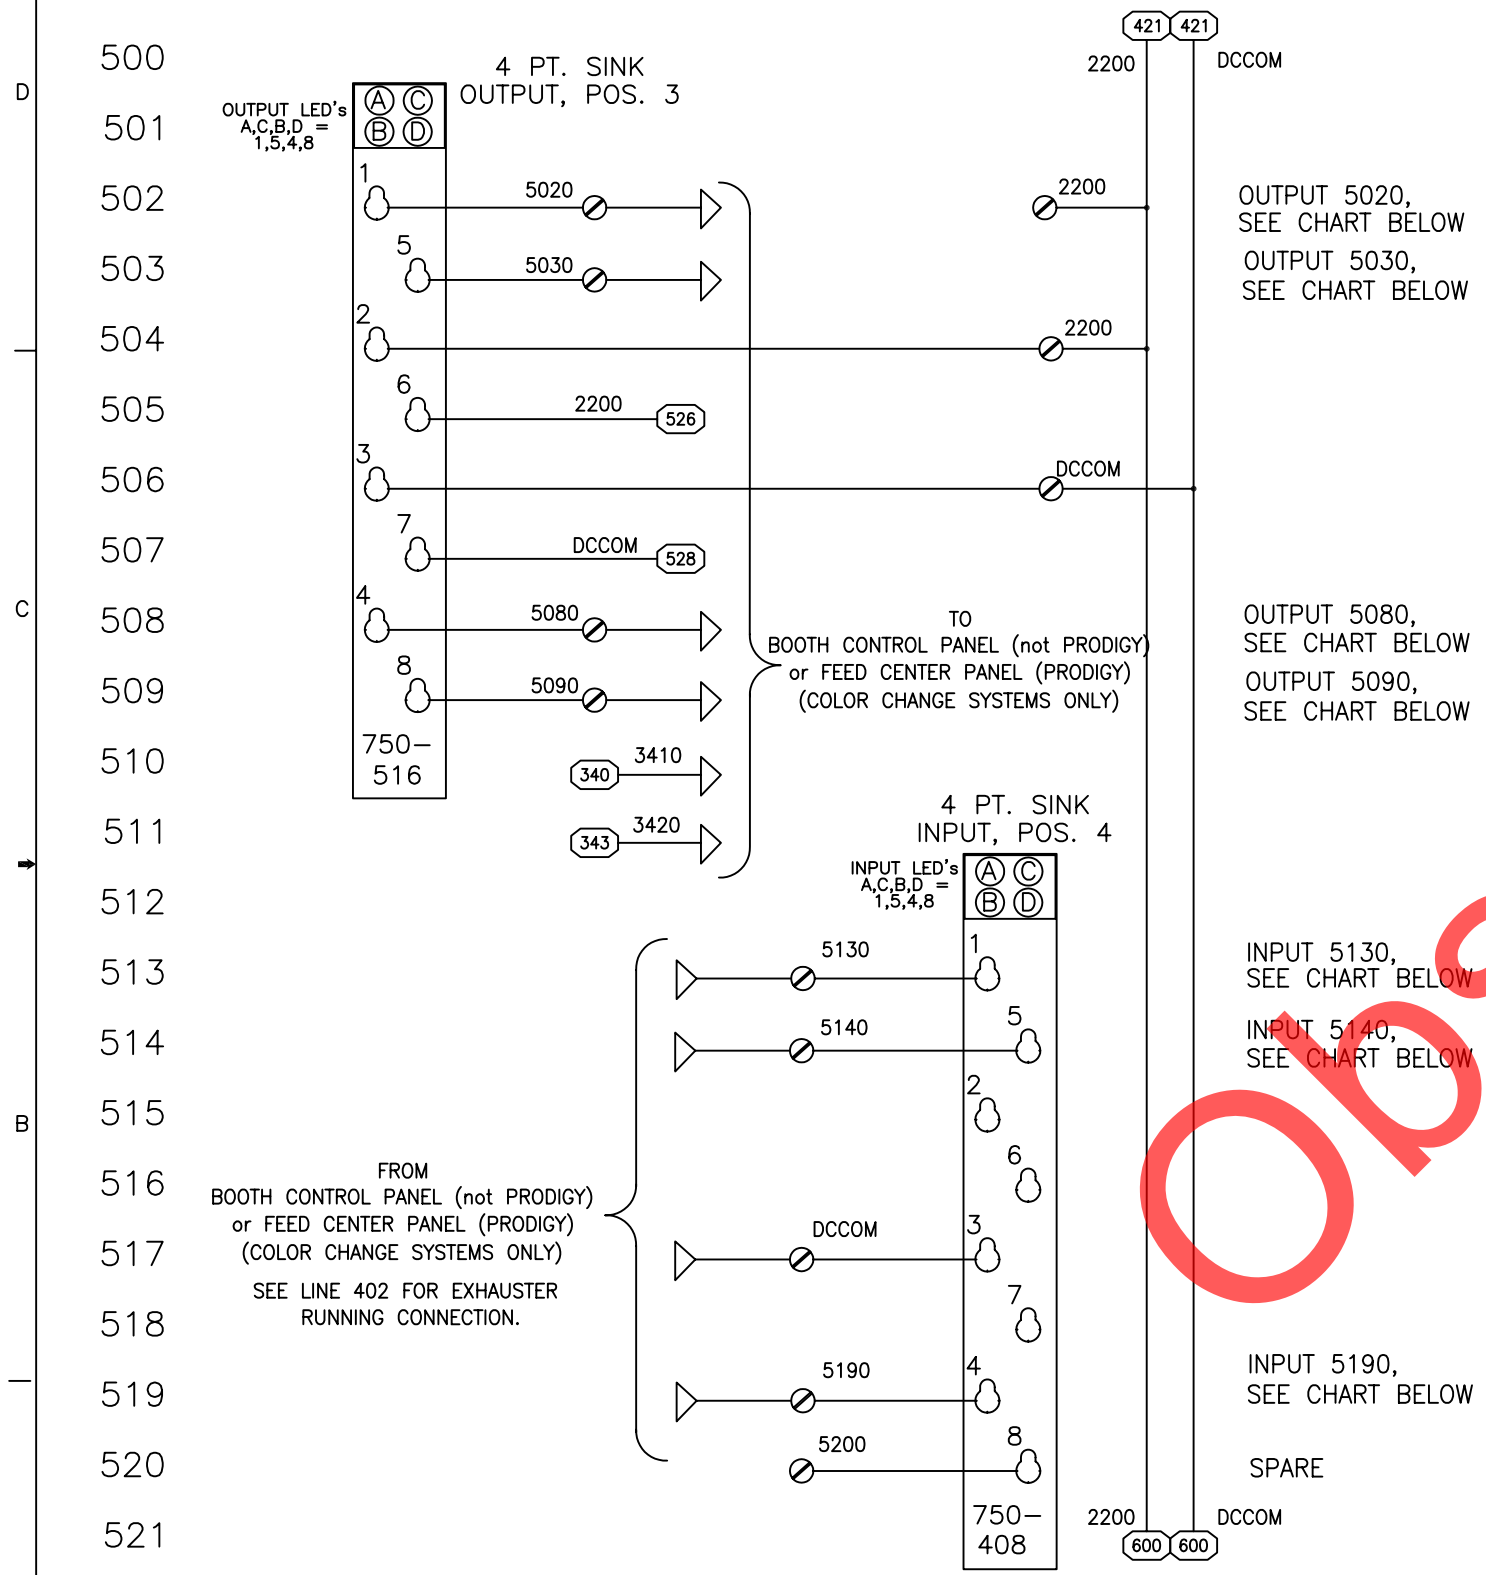 421 421
500
2200
DCCOM
4 PT. SINK
OUTPUT, POS. 3
D
OUTPUT LED's
A,C,B,D =
1,5,4,8
A C
B D
501
502
1
5020
2200
OUTPUT 5020,
SEE CHART BELOW
503
5
5030
OUTPUT 5030,
SEE CHART BELOW
504
2
2200
505
6
2200
526
506
3
DCCOM
507
7
DCCOM
528
C
508
4
5080
OUTPUT 5080,
SEE CHART BELOW
TO
BOOTH CONTROL PANEL (not PRODIGY)
or FEED CENTER PANEL (PRODIGY)
(COLOR CHANGE SYSTEMS ONLY)
509
8
5090
OUTPUT 5090,
SEE CHART BELOW
510
750-
516
340
3410
511
343
3420
4 PT. SINK
INPUT, POS. 4
INPUT LED's
A,C,B,D =
1,5,4,8
A C
B D
512
513
5130
1
INPUT 5130,
SEE CHART BELOW
514
5140
5
INPUT 5140,
SEE CHART BELOW
B
515
2
516
6
FROM
BOOTH CONTROL PANEL (not PRODIGY)
or FEED CENTER PANEL (PRODIGY)
(COLOR CHANGE SYSTEMS ONLY)
SEE LINE 402 FOR EXHAUSTER
RUNNING CONNECTION.
517
DCCOM
3
518
7
519
5190
4
INPUT 5190,
SEE CHART BELOW
520
5200
8
SPARE
521
750-
408
2200
DCCOM
600 600
Obs